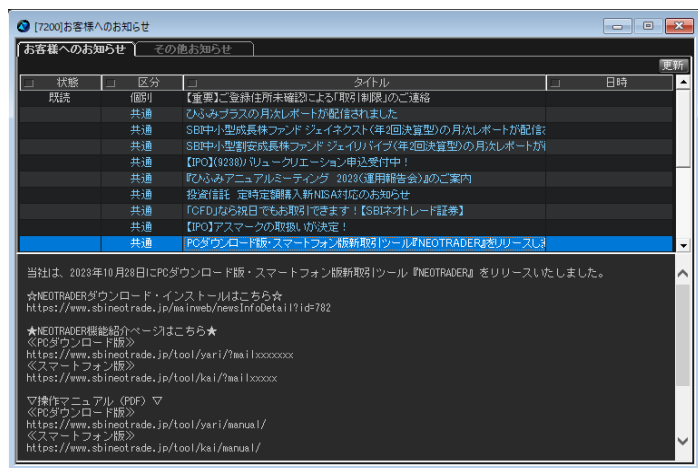 [7200]お客様へのお知らせ
お客様へのお知らせ その他お知らせ
更新
状態 区分 タイトル 日時
既読 個別 【重要】ご登録住所未確認による「取引制限」のご連絡
共通 ひふみプラスの月次レポートが配信されました
共通 SBI中小型成長株ファンド ジェイネクスト(年2回決算型)の月次レポートが配信
共通 SBI中小型割安成長株ファンド ジェイリバイブ(年2回決算型)の月次レポートが
共通 【IPO】(9238)バリュークリエーション申込受付中!
共通 『ひふみアニュアルミーティング 2023(運用報告会)』のご案内
共通 投資信託 定時定額購入新NISA対応のお知らせ
共通 「CFD」なら祝日でもお取引できます!【SBIネオトレード証券】
共通 【IPO】アスマークの取扱いが決定!
共通 PCダウンロード版・スマートフォン版新取引ツール『NEOTRADER』をリリースし
当社は、2023年10月28日にPCダウンロード版・スマートフォン版新取引ツール『NEOTRADER』をリリースいたしました。
☆NEOTRADERダウンロード・インストールはこちら☆
https://www.sbineotrade.jp/mainweb/newsInfoDetail?id=782
★NEOTRADER機能紹介ページはこちら★
≪PCダウンロード版≫
https://www.sbineotrade.jp/tool/yari/?mailxxxxxxx
≪スマートフォン版≫
https://www.sbineotrade.jp/tool/kai/?mailxxxxx
▽操作マニュアル(PDF)▽
≪PCダウンロード版≫
https://www.sbineotrade.jp/tool/yari/manual/
≪スマートフォン版≫
https://www.sbineotrade.jp/tool/kai/manual/